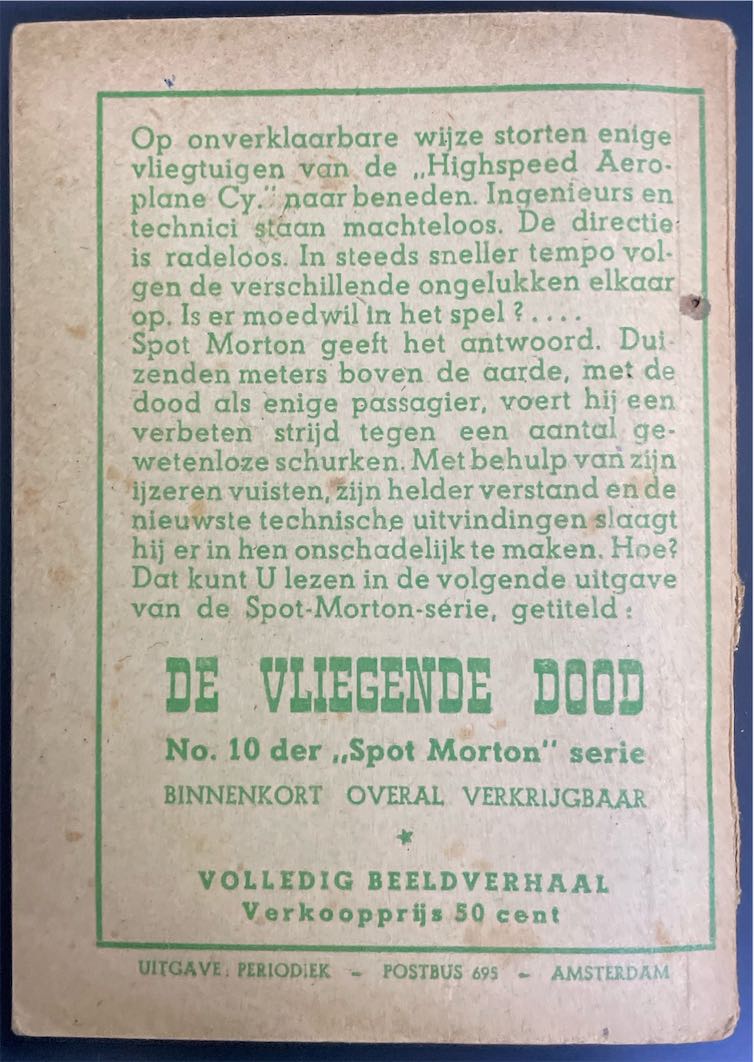 Op onverklaarbare wijze storten enige
vliegtuigen van de „Highspeed Aero-
plane Cy." naar beneden. Ingenieurs en
technici staan machteloos. De directie
is radeloos. In steeds sneller tempo vol-
gen de verschillende ongelukken elkaar
op. Is er moedwil in het spel ? . . . .
Spot Morton geeft het antwoord. Dui-
zenden meters boven de aarde, met de
dood als enige passagier, voert hij een
verbeten strijd tegen een aantal ge-
wetenloze schurken. Met behulp van zijn
ijzeren vuisten, zijn helder verstand en de
nieuwste technische uitvindingen slaagt
hij er in hen onschadelijk te maken. Hoe?
Dat kunt U lezen in de volgende uitgave
van de Spot-Morton-serie, getiteld :
DE VLIEGENDE DOOD
No. 10 der „Spot Morton" serie
BINNENKORT OVERAL VERKRIJGBAAR
★
VOLLEDIG BEELDVERHAAL
Verkoopprijs 50 cent
UITGAVE: PERIODIEK – POSTBUS 695 – AMSTERDAM